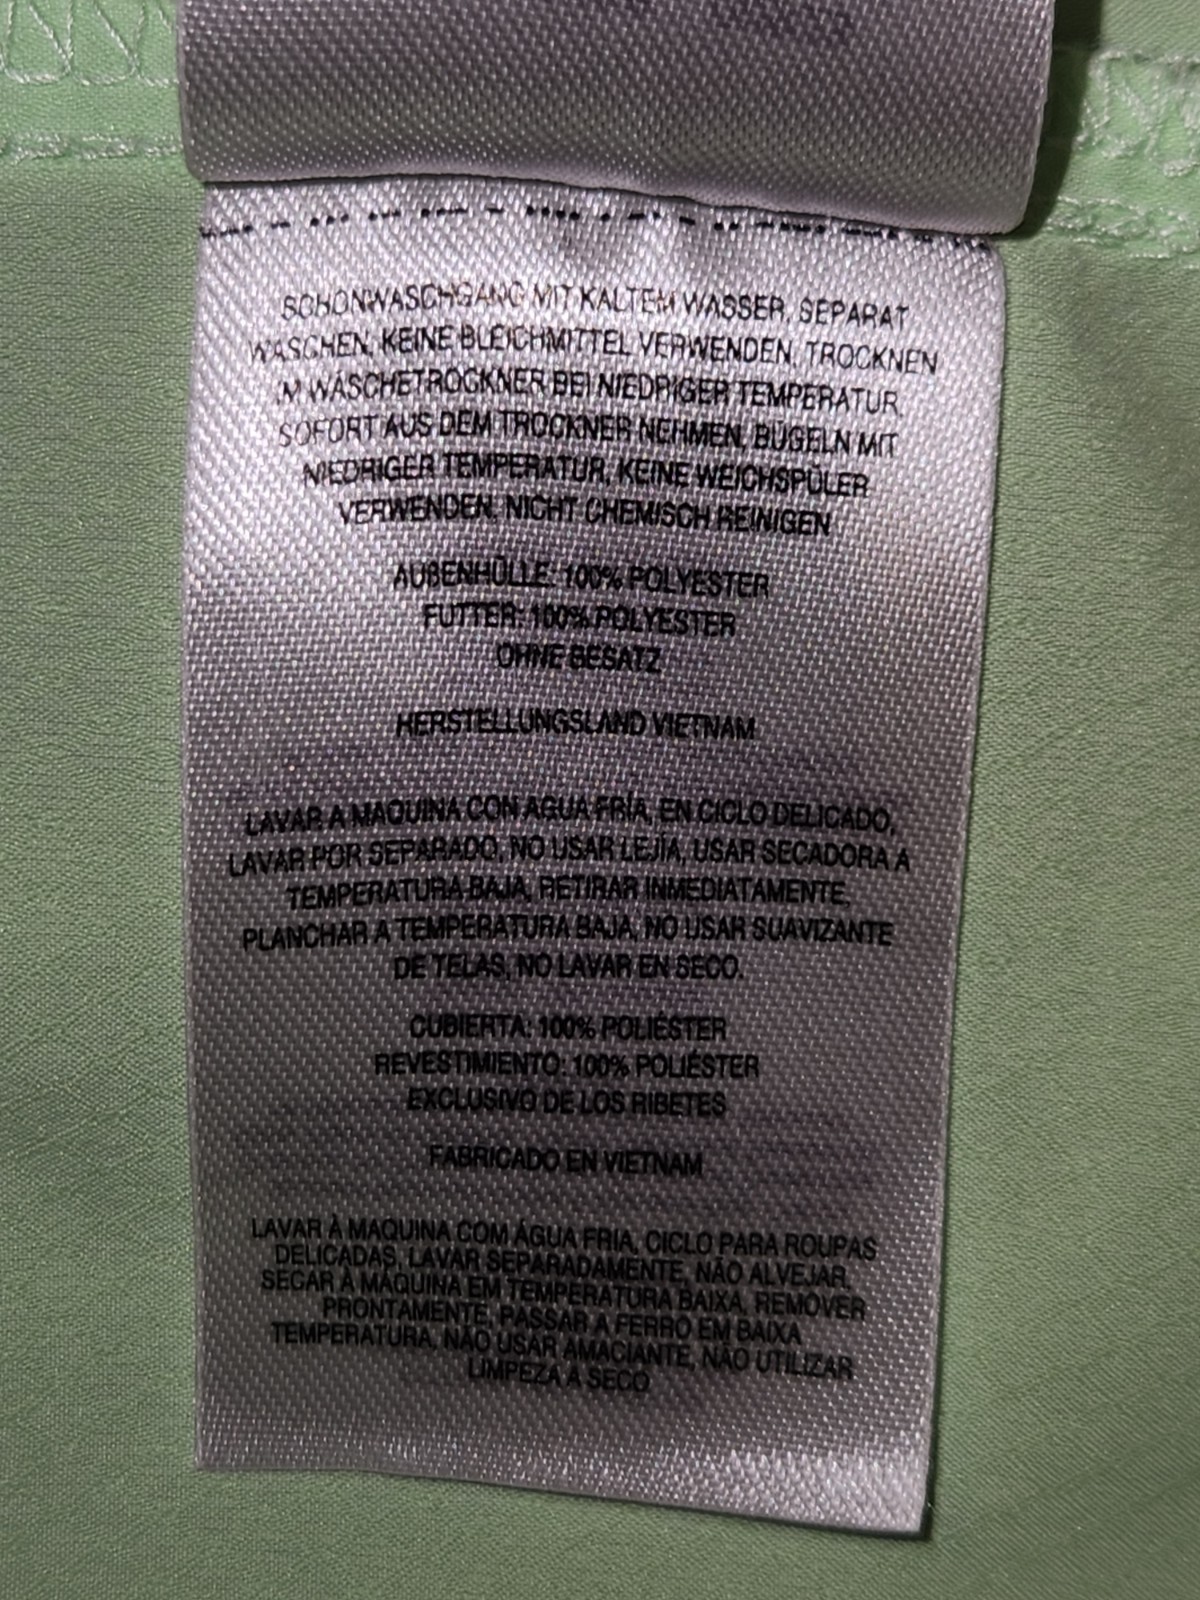 SCHONWASCHGANG MIT KALTEM WASSER, SEPARAT
WASCHEN, KEINE BLEICHMITTEL VERWENDEN, TROCKNEN
IM WASCHETROCKNER BEI NIEDRIGER TEMPERATUR,
SOFORT AUS DEM TROCKNER NEHMEN, BÜGELN MIT
NIEDRIGER TEMPERATUR, KEINE WEICHSPÜLER
VERWENDEN, NICHT CHEMISCH REINIGEN
AUßENHÜLLE: 100% POLYESTER
FUTTER: 100% POLYESTER
OHNE BESATZ
HERSTELLUNGSLAND VIETNAM
LAVAR A MAQUINA CON AGUA FRÍA, EN CICLO DELICADO,
LAVAR POR SEPARADO, NO USAR LEJÍA, USAR SECADORA A
TEMPERATURA BAJA, RETIRAR INMEDIATAMENTE.
PLANCHAR A TEMPERATURA BAJA, NO USAR SUAVIZANTE
DE TELAS, NO LAVAR EN SECO.
CUBIERTA: 100% POLIÉSTER
REVESTIMIENTO: 100% POLIÉSTER
EXCLUSIVO DE LOS RIBETES
FABRICADO EN VIETNAM
LAVAR À MAQUINA COM ÁGUA FRIA, CICLO PARA ROUPAS
DELICADAS, LAVAR SEPARADAMENTE, NÃO ALVEJAR,
SECAR À MÁQUINA EM TEMPERATURA BAIXA, REMOVER
PRONTAMENTE, PASSAR A FERRO EM BAIXA
TEMPERATURA, NÃO USAR AMACIANTE, NÃO UTILIZAR
LIMPEZA A SECO